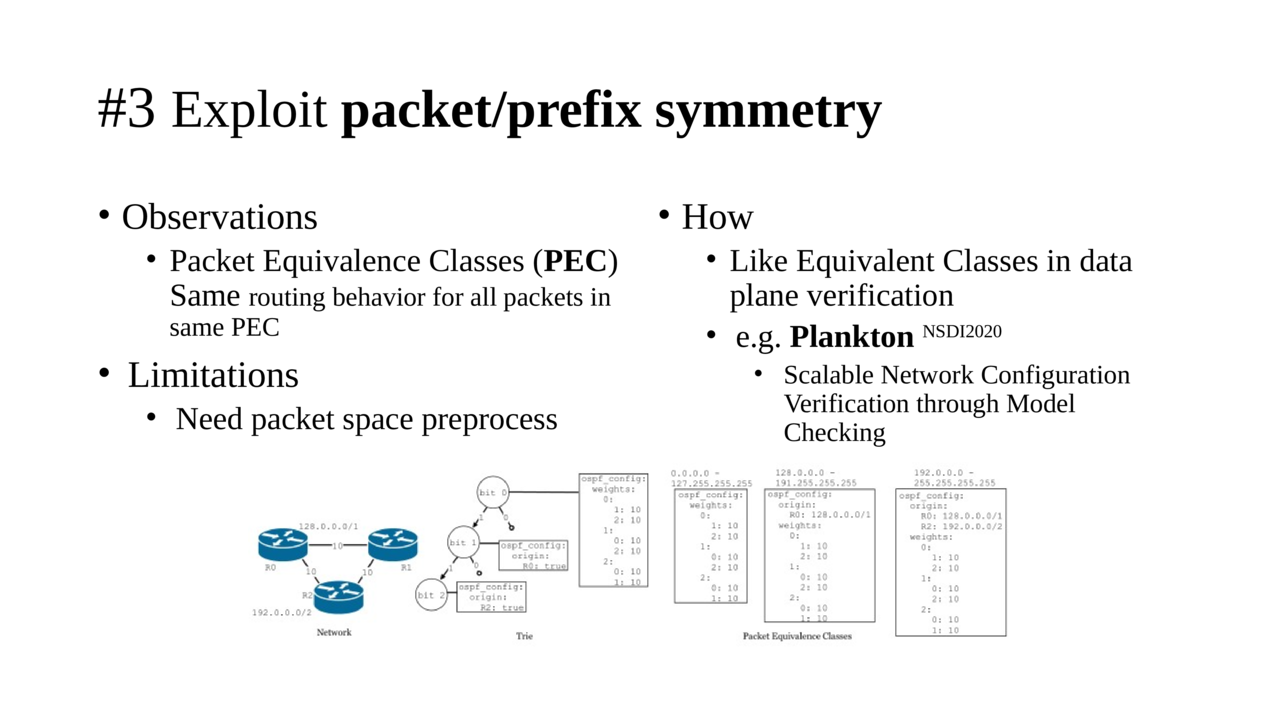 #3 Exploit packet/prefix symmetry
• Observations
• Packet Equivalence Classes (PEC)
Same routing behavior for all packets in
same PEC
• Limitations
• Need packet space preprocess
• How
• Like Equivalent Classes in data
plane verification
• e.g. Plankton NSDI2020
• Scalable Network Configuration
Verification through Model
Checking
128.0.0.0/1
R0
10
R1
10
10
R2
192.0.0.0/2
Network
bit 0
1
0
bit 1
1
0
bit 2
ospf_config:
origin:
R0: true
ospf_config:
origin:
R2: true
ospf_config:
weights:
0:
1: 10
2: 10
1:
0: 10
2: 10
2:
0: 10
1: 10
Trie
0.0.0.0 -
127.255.255.255
ospf_config:
weights:
0:
1: 10
2: 10
1:
0: 10
2: 10
2:
0: 10
1: 10
128.0.0.0 -
191.255.255.255
ospf_config:
origin:
R0: 128.0.0.0/1
weights:
0:
1: 10
2: 10
1:
0: 10
2: 10
2:
0: 10
1: 10
192.0.0.0 -
255.255.255.255
ospf_config:
origin:
R0: 128.0.0.0/1
R2: 192.0.0.0/2
weights:
0:
1: 10
2: 10
1:
0: 10
2: 10
2:
0: 10
1: 10
Packet Equivalence Classes